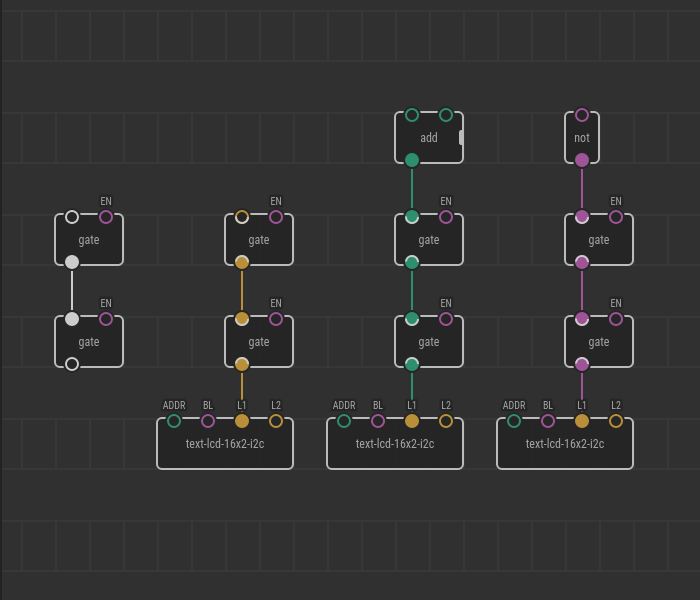 add not
EN EN EN EN
gate gate gate gate
EN EN EN EN
gate gate gate gate
ADDR BL L1 L2 ADDR BL L1 L2 ADDR BL L1 L2
text-lcd-16x2-i2c text-lcd-16x2-i2c text-lcd-16x2-i2c